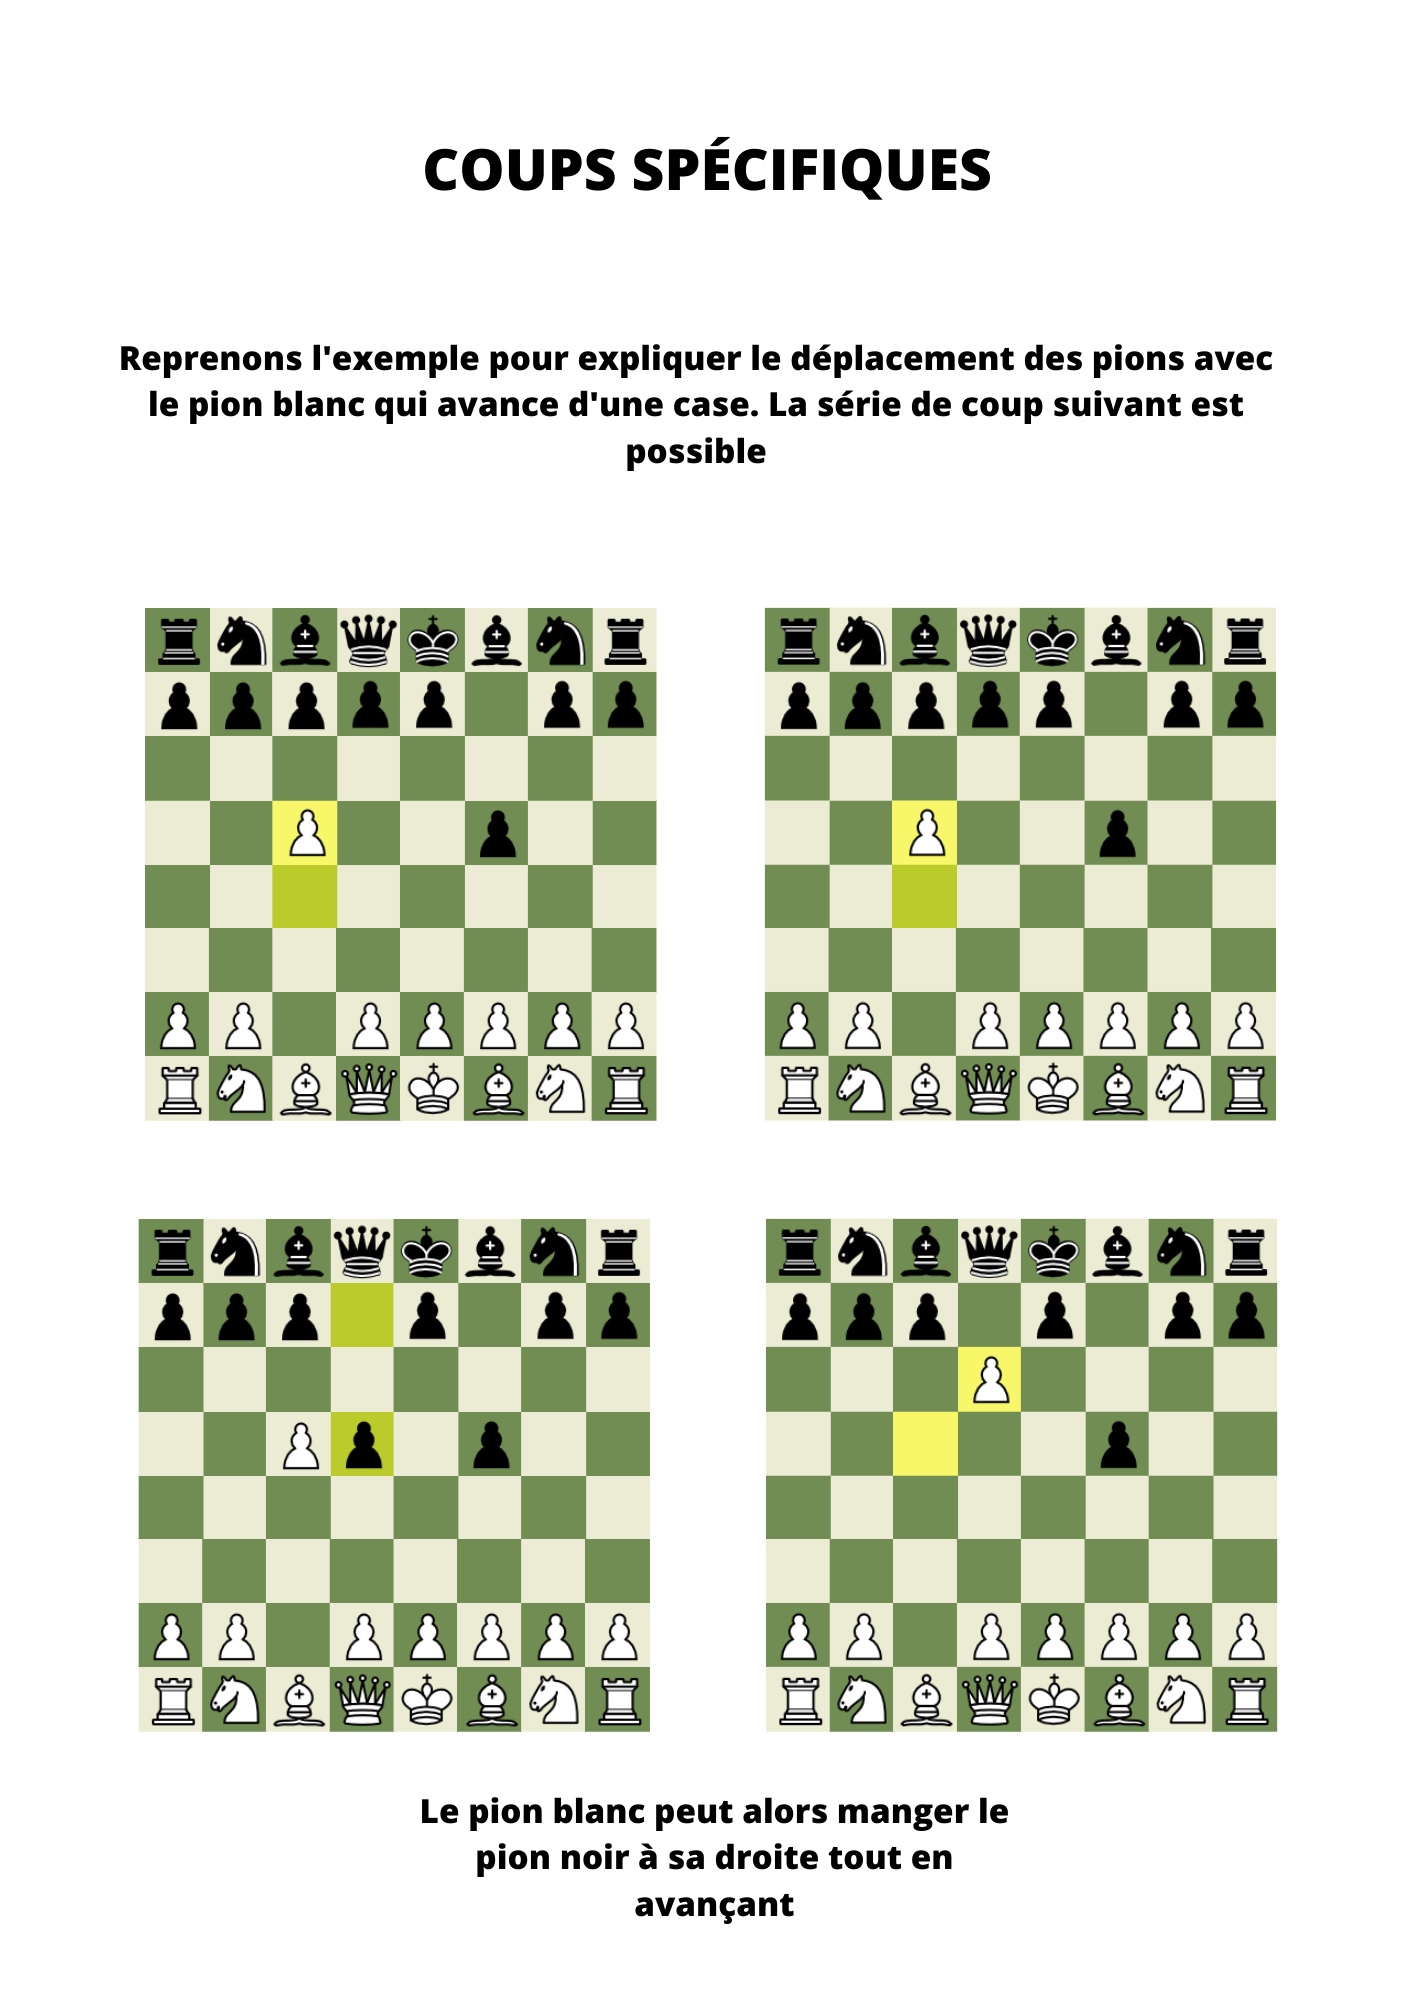 COUPS SPÉCIFIQUES
Reprenons l'exemple pour expliquer le déplacement des pions avec
le pion blanc qui avance d'une case. La série de coup suivant est
possible
Le pion blanc peut alors manger le
pion noir à sa droite tout en
avançant